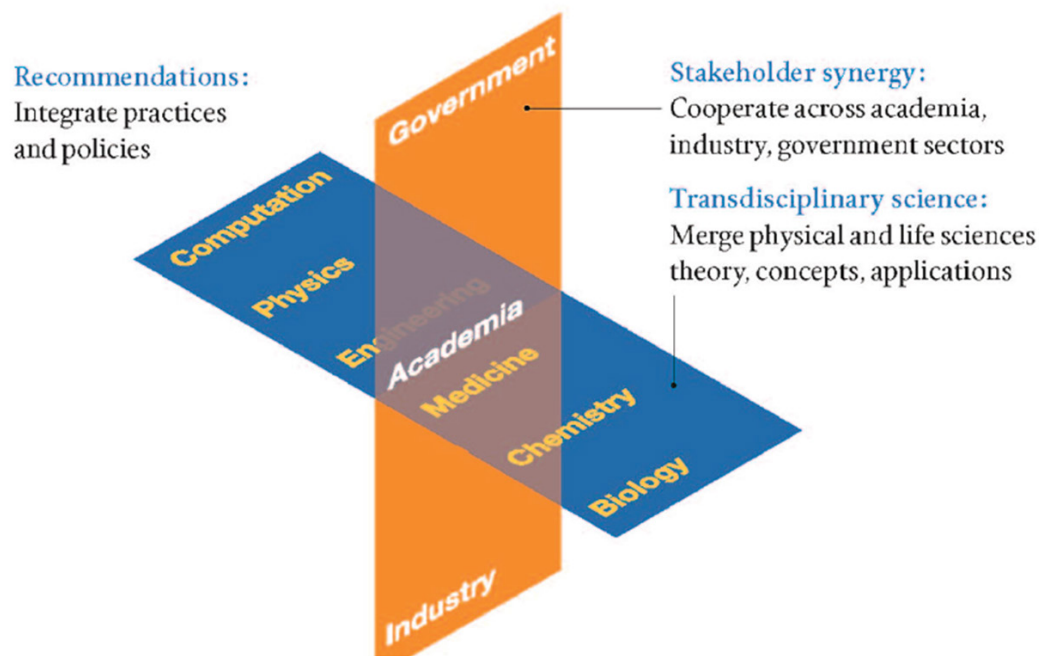 Recommendations:
Integrate practices
and policies
Government
Stakeholder synergy:
Cooperate across academia,
industry, government sectors
Transdisciplinary science:
Merge physical and life sciences
theory, concepts, applications
Computation
Physics
Engineering
Academia
Medicine
Chemistry
Biology
Industry